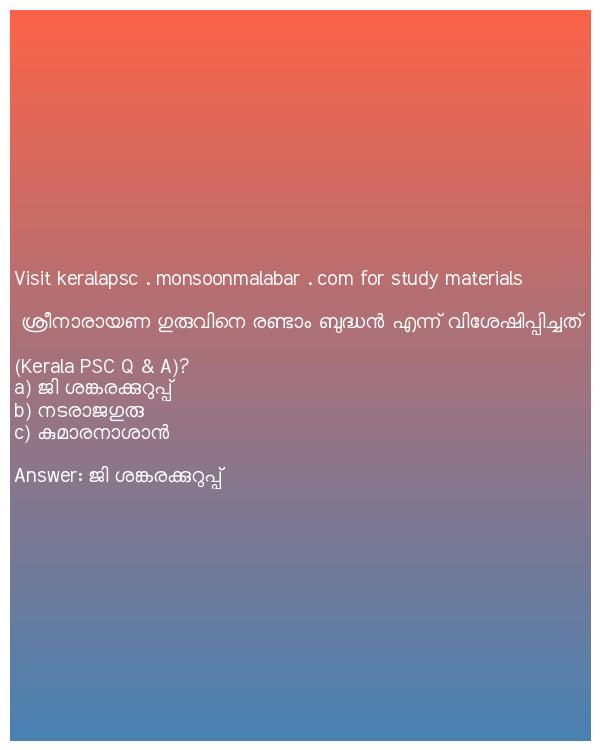 Visit keralapsc . monsoonmalabar . com for study materials
ശ്രീനാരായണ ഗുരുവിനെ രണ്ടാം ബുദ്ധൻ എന്ന് വിശേഷിപ്പിച്ചത്
(Kerala PSC Q & A)?
a) ജി ശങ്കരക്കുറുപ്പ്
b) നടരാജഗുരു
c) കുമാരനാശാൻ
Answer: ജി ശങ്കരക്കുറുപ്പ്